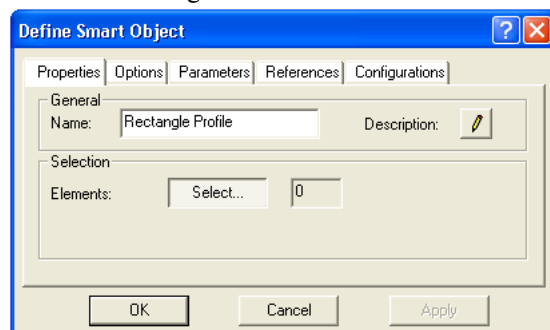 Define Smart Object
Properties Options Parameters References Configurations
General
Name: Rectangle Profile Description:
Selection
Elements: Select... 0
OK Cancel Apply